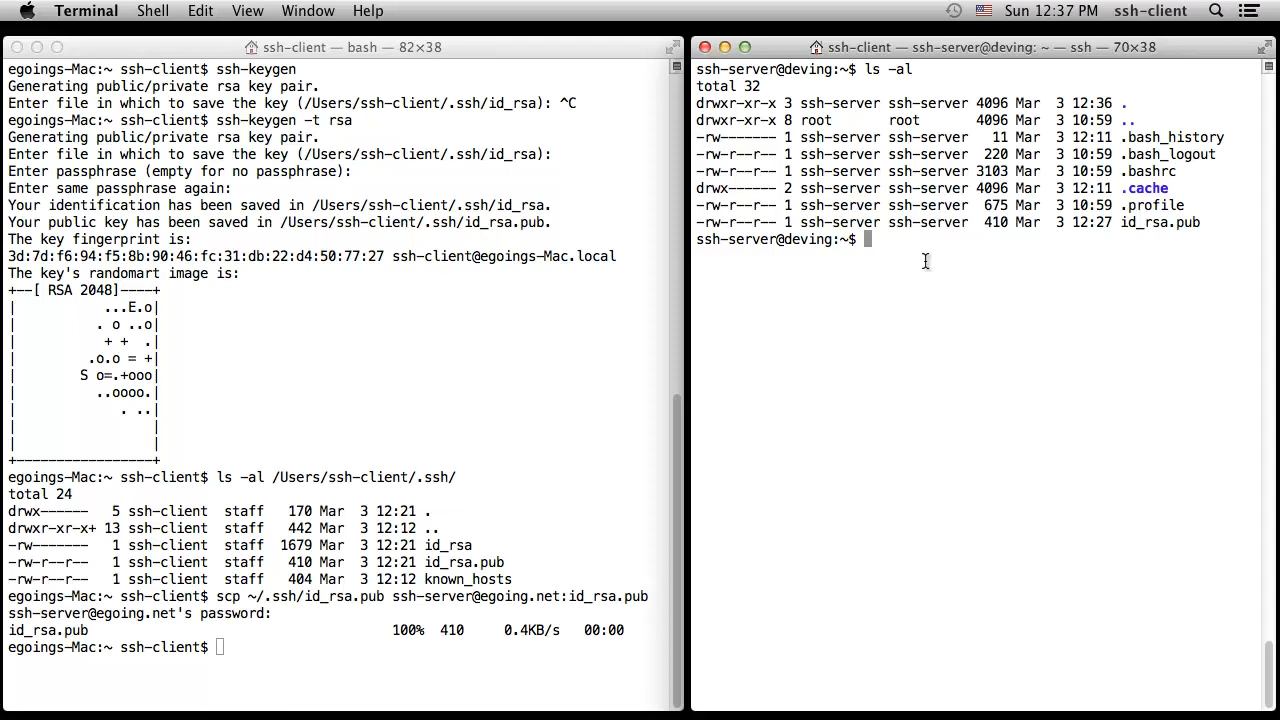 Terminal Shell Edit View Window Help Sun 12:37 PM ssh-client
ssh-client — bash — 82×38
egoings-Mac:~ ssh-client$ ssh-keygen
Generating public/private rsa key pair.
Enter file in which to save the key (/Users/ssh-client/.ssh/id_rsa): ^C
egoings-Mac:~ ssh-client$ ssh-keygen -t rsa
Generating public/private rsa key pair.
Enter file in which to save the key (/Users/ssh-client/.ssh/id_rsa):
Enter passphrase (empty for no passphrase):
Enter same passphrase again:
Your identification has been saved in /Users/ssh-client/.ssh/id_rsa.
Your public key has been saved in /Users/ssh-client/.ssh/id_rsa.pub.
The key fingerprint is:
3d:7d:f6:94:f5:8b:90:46:fc:31:db:22:d4:50:77:27 ssh-client@egoings-Mac.local
The key's randomart image is:
+--[ RSA 2048]----+
|           ...E.o|
|          . o ..o|
|           + +  .|
|         .o.o = +|
|        S o=.+ooo|
|          ..oooo.|
|             . ..|
|                 |
|                 |
+-----------------+
egoings-Mac:~ ssh-client$ ls -al /Users/ssh-client/.ssh/
total 24
drwx------   5 ssh-client  staff   170 Mar  3 12:21 .
drwxr-xr-x+ 13 ssh-client  staff   442 Mar  3 12:12 ..
-rw-------   1 ssh-client  staff  1679 Mar  3 12:21 id_rsa
-rw-r--r--   1 ssh-client  staff   410 Mar  3 12:21 id_rsa.pub
-rw-r--r--   1 ssh-client  staff   404 Mar  3 12:12 known_hosts
egoings-Mac:~ ssh-client$ scp ~/.ssh/id_rsa.pub ssh-server@egoing.net:id_rsa.pub
ssh-server@egoing.net's password:
id_rsa.pub                                      100%  410     0.4KB/s   00:00
egoings-Mac:~ ssh-client$
ssh-client — ssh-server@deving: ~ — ssh — 70×38
ssh-server@deving:~$ ls -al
total 32
drwxr-xr-x 3 ssh-server ssh-server 4096 Mar  3 12:36 .
drwxr-xr-x 8 root       root       4096 Mar  3 10:59 ..
-rw------- 1 ssh-server ssh-server   11 Mar  3 12:11 .bash_history
-rw-r--r-- 1 ssh-server ssh-server  220 Mar  3 10:59 .bash_logout
-rw-r--r-- 1 ssh-server ssh-server 3103 Mar  3 10:59 .bashrc
drwx------ 2 ssh-server ssh-server 4096 Mar  3 12:11 .cache
-rw-r--r-- 1 ssh-server ssh-server  675 Mar  3 10:59 .profile
-rw-r--r-- 1 ssh-server ssh-server  410 Mar  3 12:27 id_rsa.pub
ssh-server@deving:~$